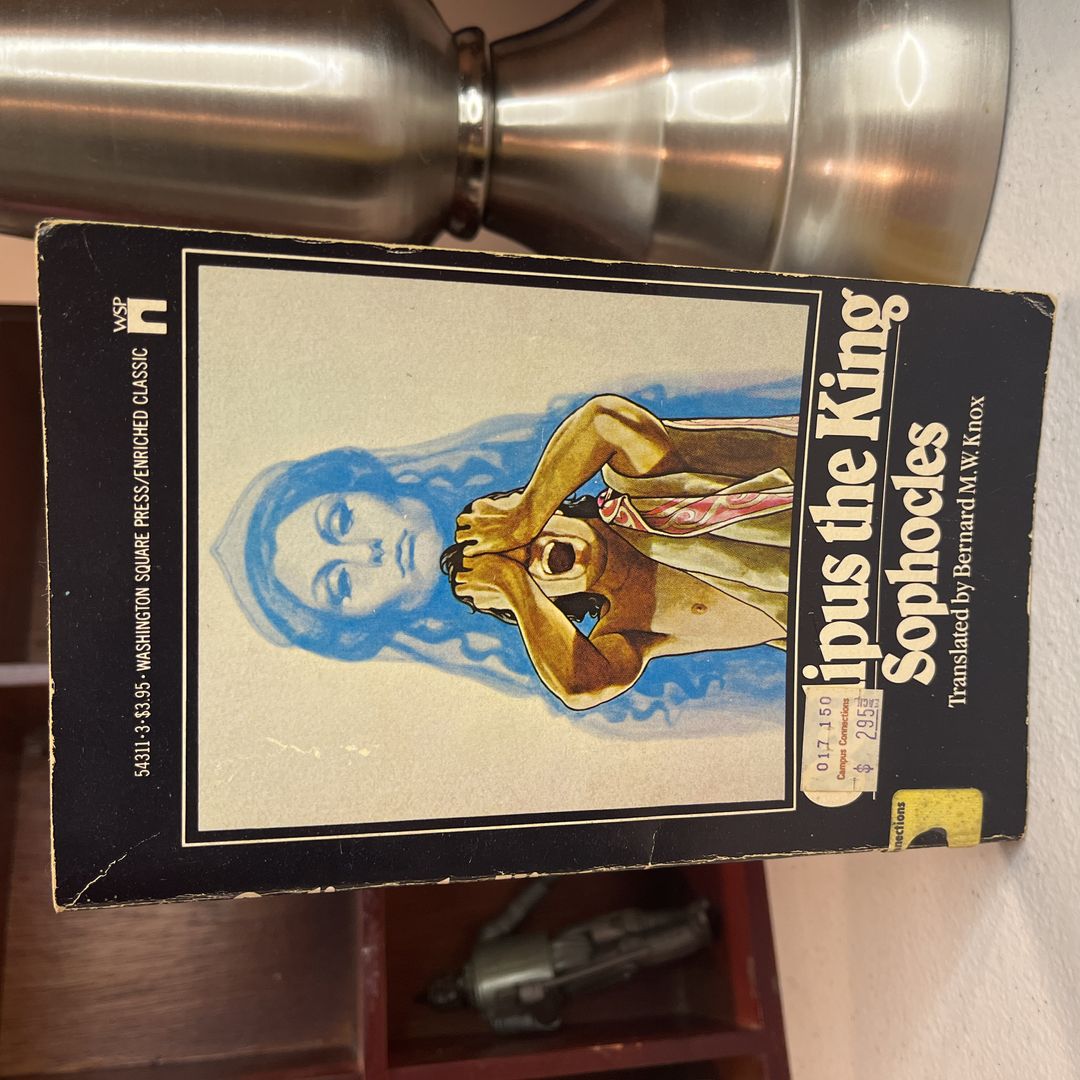 WSP
54311·3·$3.95·WASHINGTON SQUARE PRESS/ENRICHED CLASSIC
ipus the King
Sophocles
Translated by Bernard M.W. Knox
017 150
Campus Connections
$ 295
nections